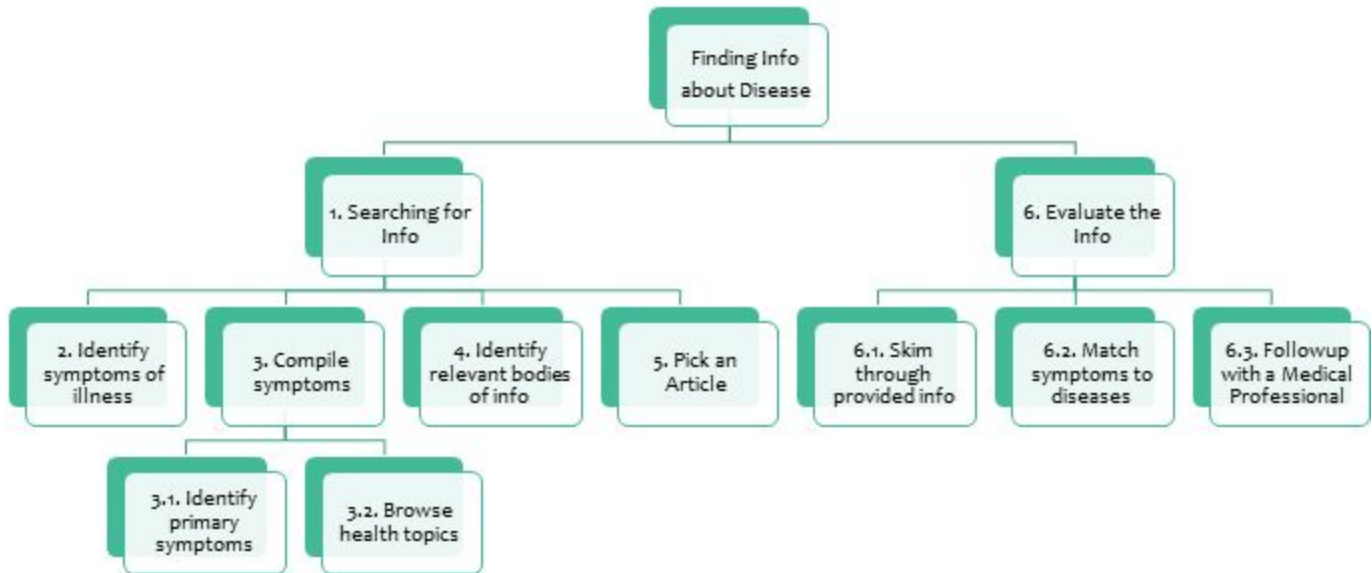 Finding Info
about Disease
1. Searching for
Info
6. Evaluate the
Info
2. Identify
symptoms of
illness
3. Compile
symptoms
4. Identify
relevant bodies
of info
5. Pick an
Article
6.1. Skim
through
provided info
6.2. Match
symptoms to
diseases
6.3. Followup
with a Medical
Professional
3.1. Identify
primary
symptoms
3.2. Browse
health topics